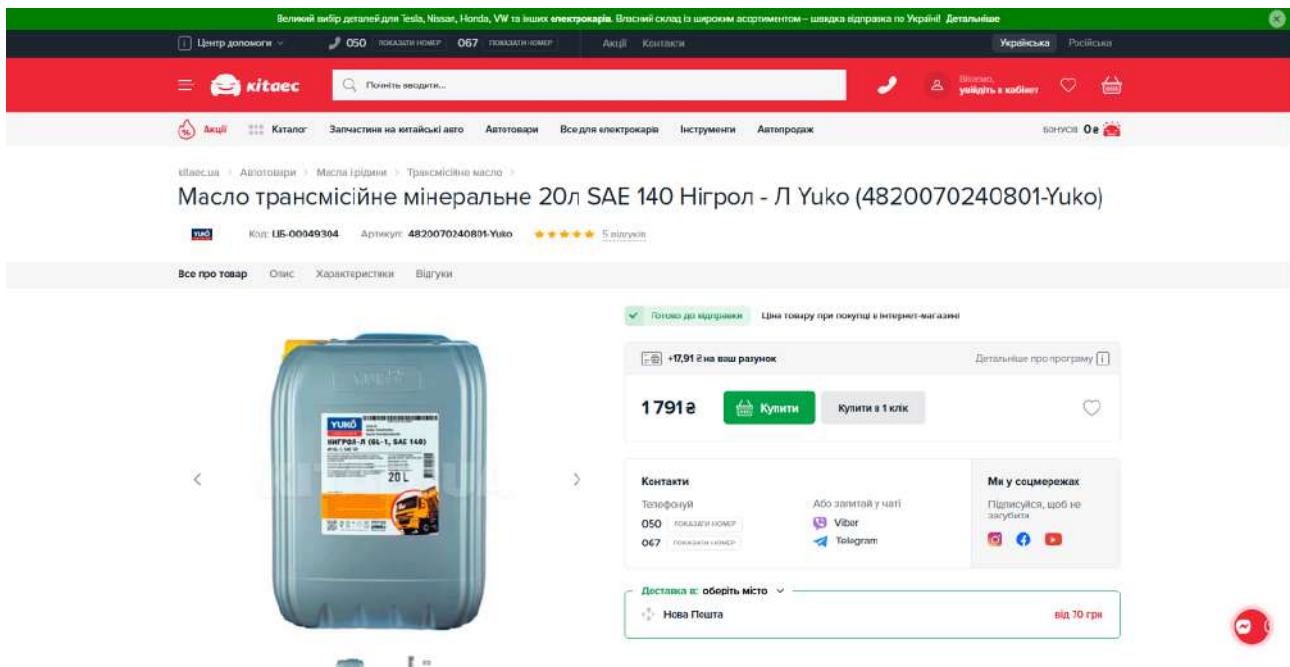 Великий вибір деталей для Tesla, Nissan, Honda, VW та інших електрокарів. Власний склад із широким асортиментом – швидка відправка по Україні! Детальніше
Центр допомоги 050 ПОКАЗАТИ НОМЕР 067 ПОКАЗАТИ НОМЕР Акції Контакти Українська Російська
кітаес Почніть вводити... Вітаємо,
увійдіть в кабінет
Акції Каталог Запчастини на китайські авто Автотовари Все для електрокарів Інструменти Автопродаж БОНУСІВ 0 ₴
kitaec.ua Автотовари Масла і рідини Трансмісійне масло
Масло трансмісійне мінеральне 20л SAE 140 Нігрол - Л Yuko (4820070240801-Yuko)
YUKO Код: ЦБ-00049304 Артикул: 4820070240801-Yuko 5 відгуків
Все про товар Опис Характеристики Відгуки
Готово до відправки Ціна товару при покупці в інтернет-магазині
+17,91 ₴ на ваш рахунок Детальніше про програму
1 791 ₴ Купити Купити в 1 клік
YUKO
НИГРОЛ-Л (GL-1, SAE 140)
20 L
Контакти
Телефонуй
050 ПОКАЗАТИ НОМЕР
067 ПОКАЗАТИ НОМЕР
Або запитай у чаті
Viber
Telegram
Ми у соцмережах
Підписуйся, щоб не
загубити
Доставка в: оберіть місто
Нова Пошта від 70 грн